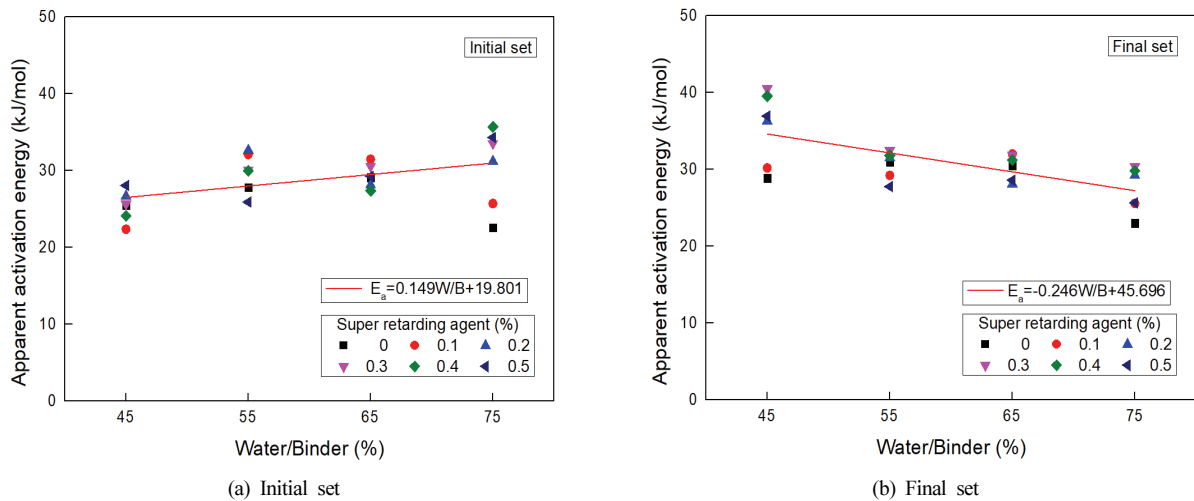 50
40
30
20
10
0
Apparent activation energy (kJ/mol)
Initial set
Eₐ=0.149W/B+19.801
Super retarding agent (%)
0 0.1 0.2
0.3 0.4 0.5
45 55 65 75
Water/Binder (%)
(a) Initial set
50
40
30
20
10
0
Apparent activation energy (kJ/mol)
Final set
Eₐ=-0.246W/B+45.696
Super retarding agent (%)
0 0.1 0.2
0.3 0.4 0.5
45 55 65 75
Water/Binder (%)
(b) Final set